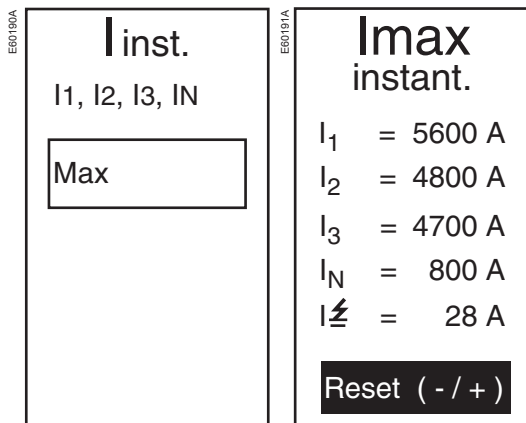 E60190A
I inst.
I1, I2, I3, IN
Max
E60191A
Imax
instant.
I1 = 5600 A
I2 = 4800 A
I3 = 4700 A
IN = 800 A
I⏚ = 28 A
Reset ( - / + )